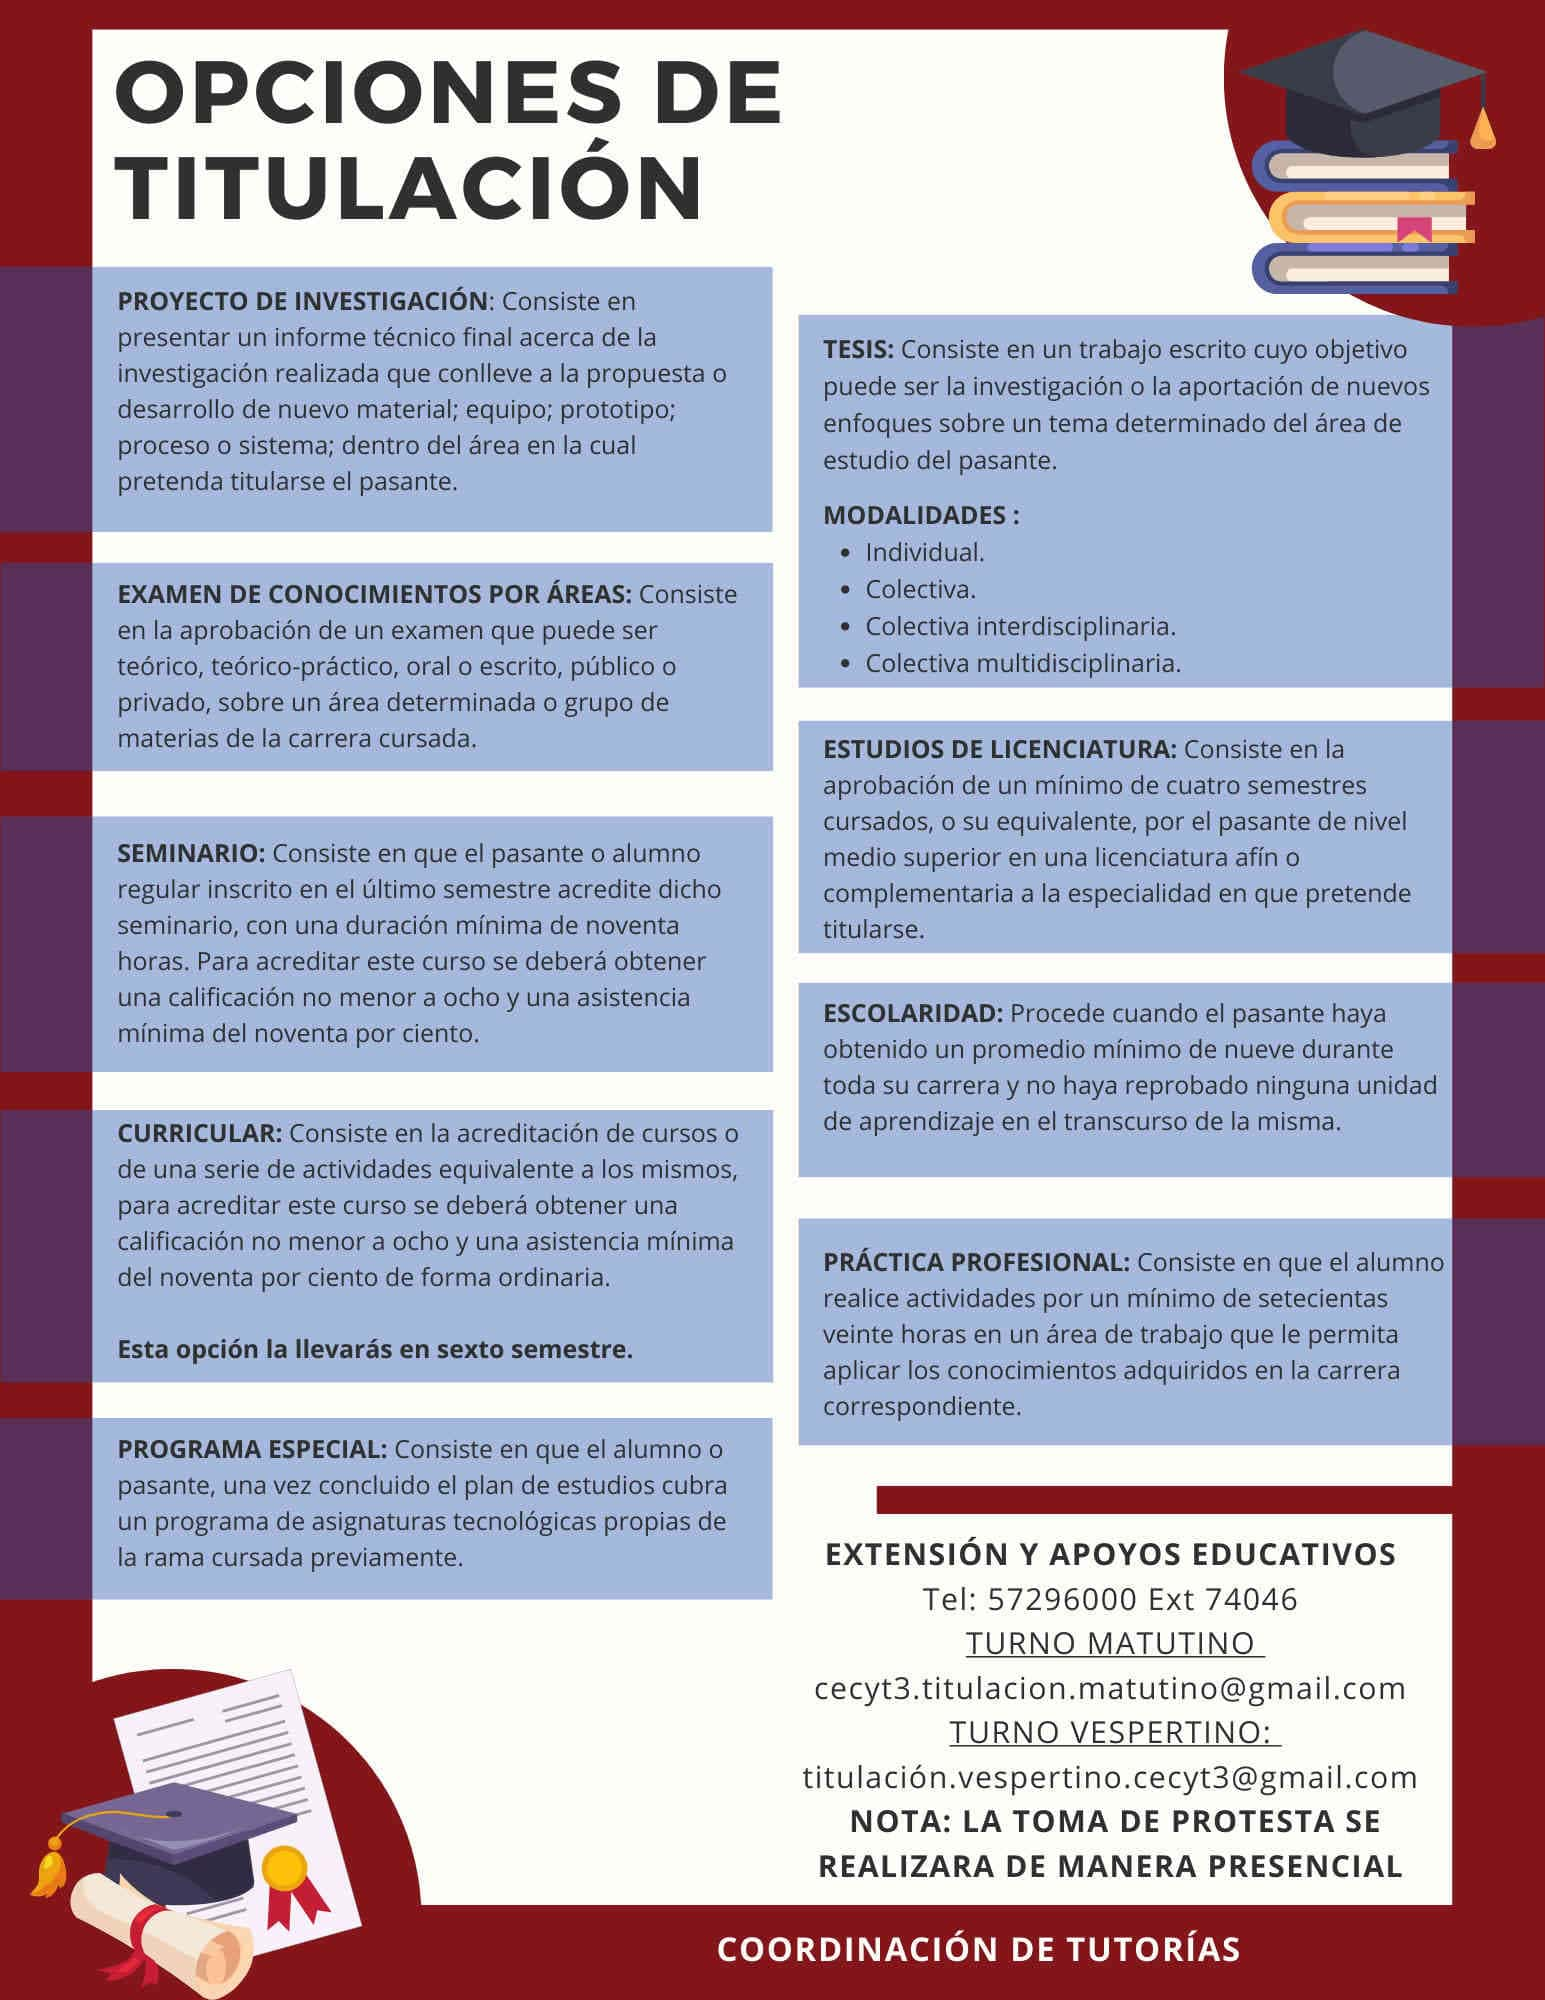 OPCIONES DE
TITULACIÓN
PROYECTO DE INVESTIGACIÓN: Consiste en
presentar un informe técnico final acerca de la
investigación realizada que conlleve a la propuesta o
desarrollo de nuevo material; equipo; prototipo;
proceso o sistema; dentro del área en la cual
pretenda titularse el pasante.
EXAMEN DE CONOCIMIENTOS POR ÁREAS: Consiste
en la aprobación de un examen que puede ser
teórico, teórico-práctico, oral o escrito, público o
privado, sobre un área determinada o grupo de
materias de la carrera cursada.
SEMINARIO: Consiste en que el pasante o alumno
regular inscrito en el último semestre acredite dicho
seminario, con una duración mínima de noventa
horas. Para acreditar este curso se deberá obtener
una calificación no menor a ocho y una asistencia
mínima del noventa por ciento.
CURRICULAR: Consiste en la acreditación de cursos o
de una serie de actividades equivalente a los mismos,
para acreditar este curso se deberá obtener una
calificación no menor a ocho y una asistencia mínima
del noventa por ciento de forma ordinaria.
Esta opción la llevarás en sexto semestre.
PROGRAMA ESPECIAL: Consiste en que el alumno o
pasante, una vez concluido el plan de estudios cubra
un programa de asignaturas tecnológicas propias de
la rama cursada previamente.
TESIS: Consiste en un trabajo escrito cuyo objetivo
puede ser la investigación o la aportación de nuevos
enfoques sobre un tema determinado del área de
estudio del pasante.
MODALIDADES :
• Individual.
• Colectiva.
• Colectiva interdisciplinaria.
• Colectiva multidisciplinaria.
ESTUDIOS DE LICENCIATURA: Consiste en la
aprobación de un mínimo de cuatro semestres
cursados, o su equivalente, por el pasante de nivel
medio superior en una licenciatura afín o
complementaria a la especialidad en que pretende
titularse.
ESCOLARIDAD: Procede cuando el pasante haya
obtenido un promedio mínimo de nueve durante
toda su carrera y no haya reprobado ninguna unidad
de aprendizaje en el transcurso de la misma.
PRÁCTICA PROFESIONAL: Consiste en que el alumno
realice actividades por un mínimo de setecientas
veinte horas en un área de trabajo que le permita
aplicar los conocimientos adquiridos en la carrera
correspondiente.
EXTENSIÓN Y APOYOS EDUCATIVOS
Tel: 57296000 Ext 74046
TURNO MATUTINO
cecyt3.titulacion.matutino@gmail.com
TURNO VESPERTINO:
titulación.vespertino.cecyt3@gmail.com
NOTA: LA TOMA DE PROTESTA SE
REALIZARA DE MANERA PRESENCIAL
COORDINACIÓN DE TUTORÍAS